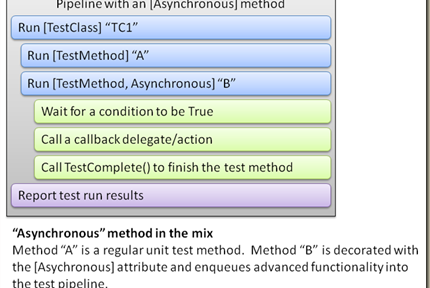 Pipeline with an [Asynchronous] method
Run [TestClass] “TC1”
Run [TestMethod] “A”
Run [TestMethod, Asynchronous] “B”
Wait for a condition to be True
Call a callback delegate/action
Call TestComplete() to finish the test method
Report test run results
“Asynchronous” method in the mix
Method “A” is a regular unit test method.  Method “B” is decorated with
the [Asychronous] attribute and enqueues advanced functionality into
the test pipeline.